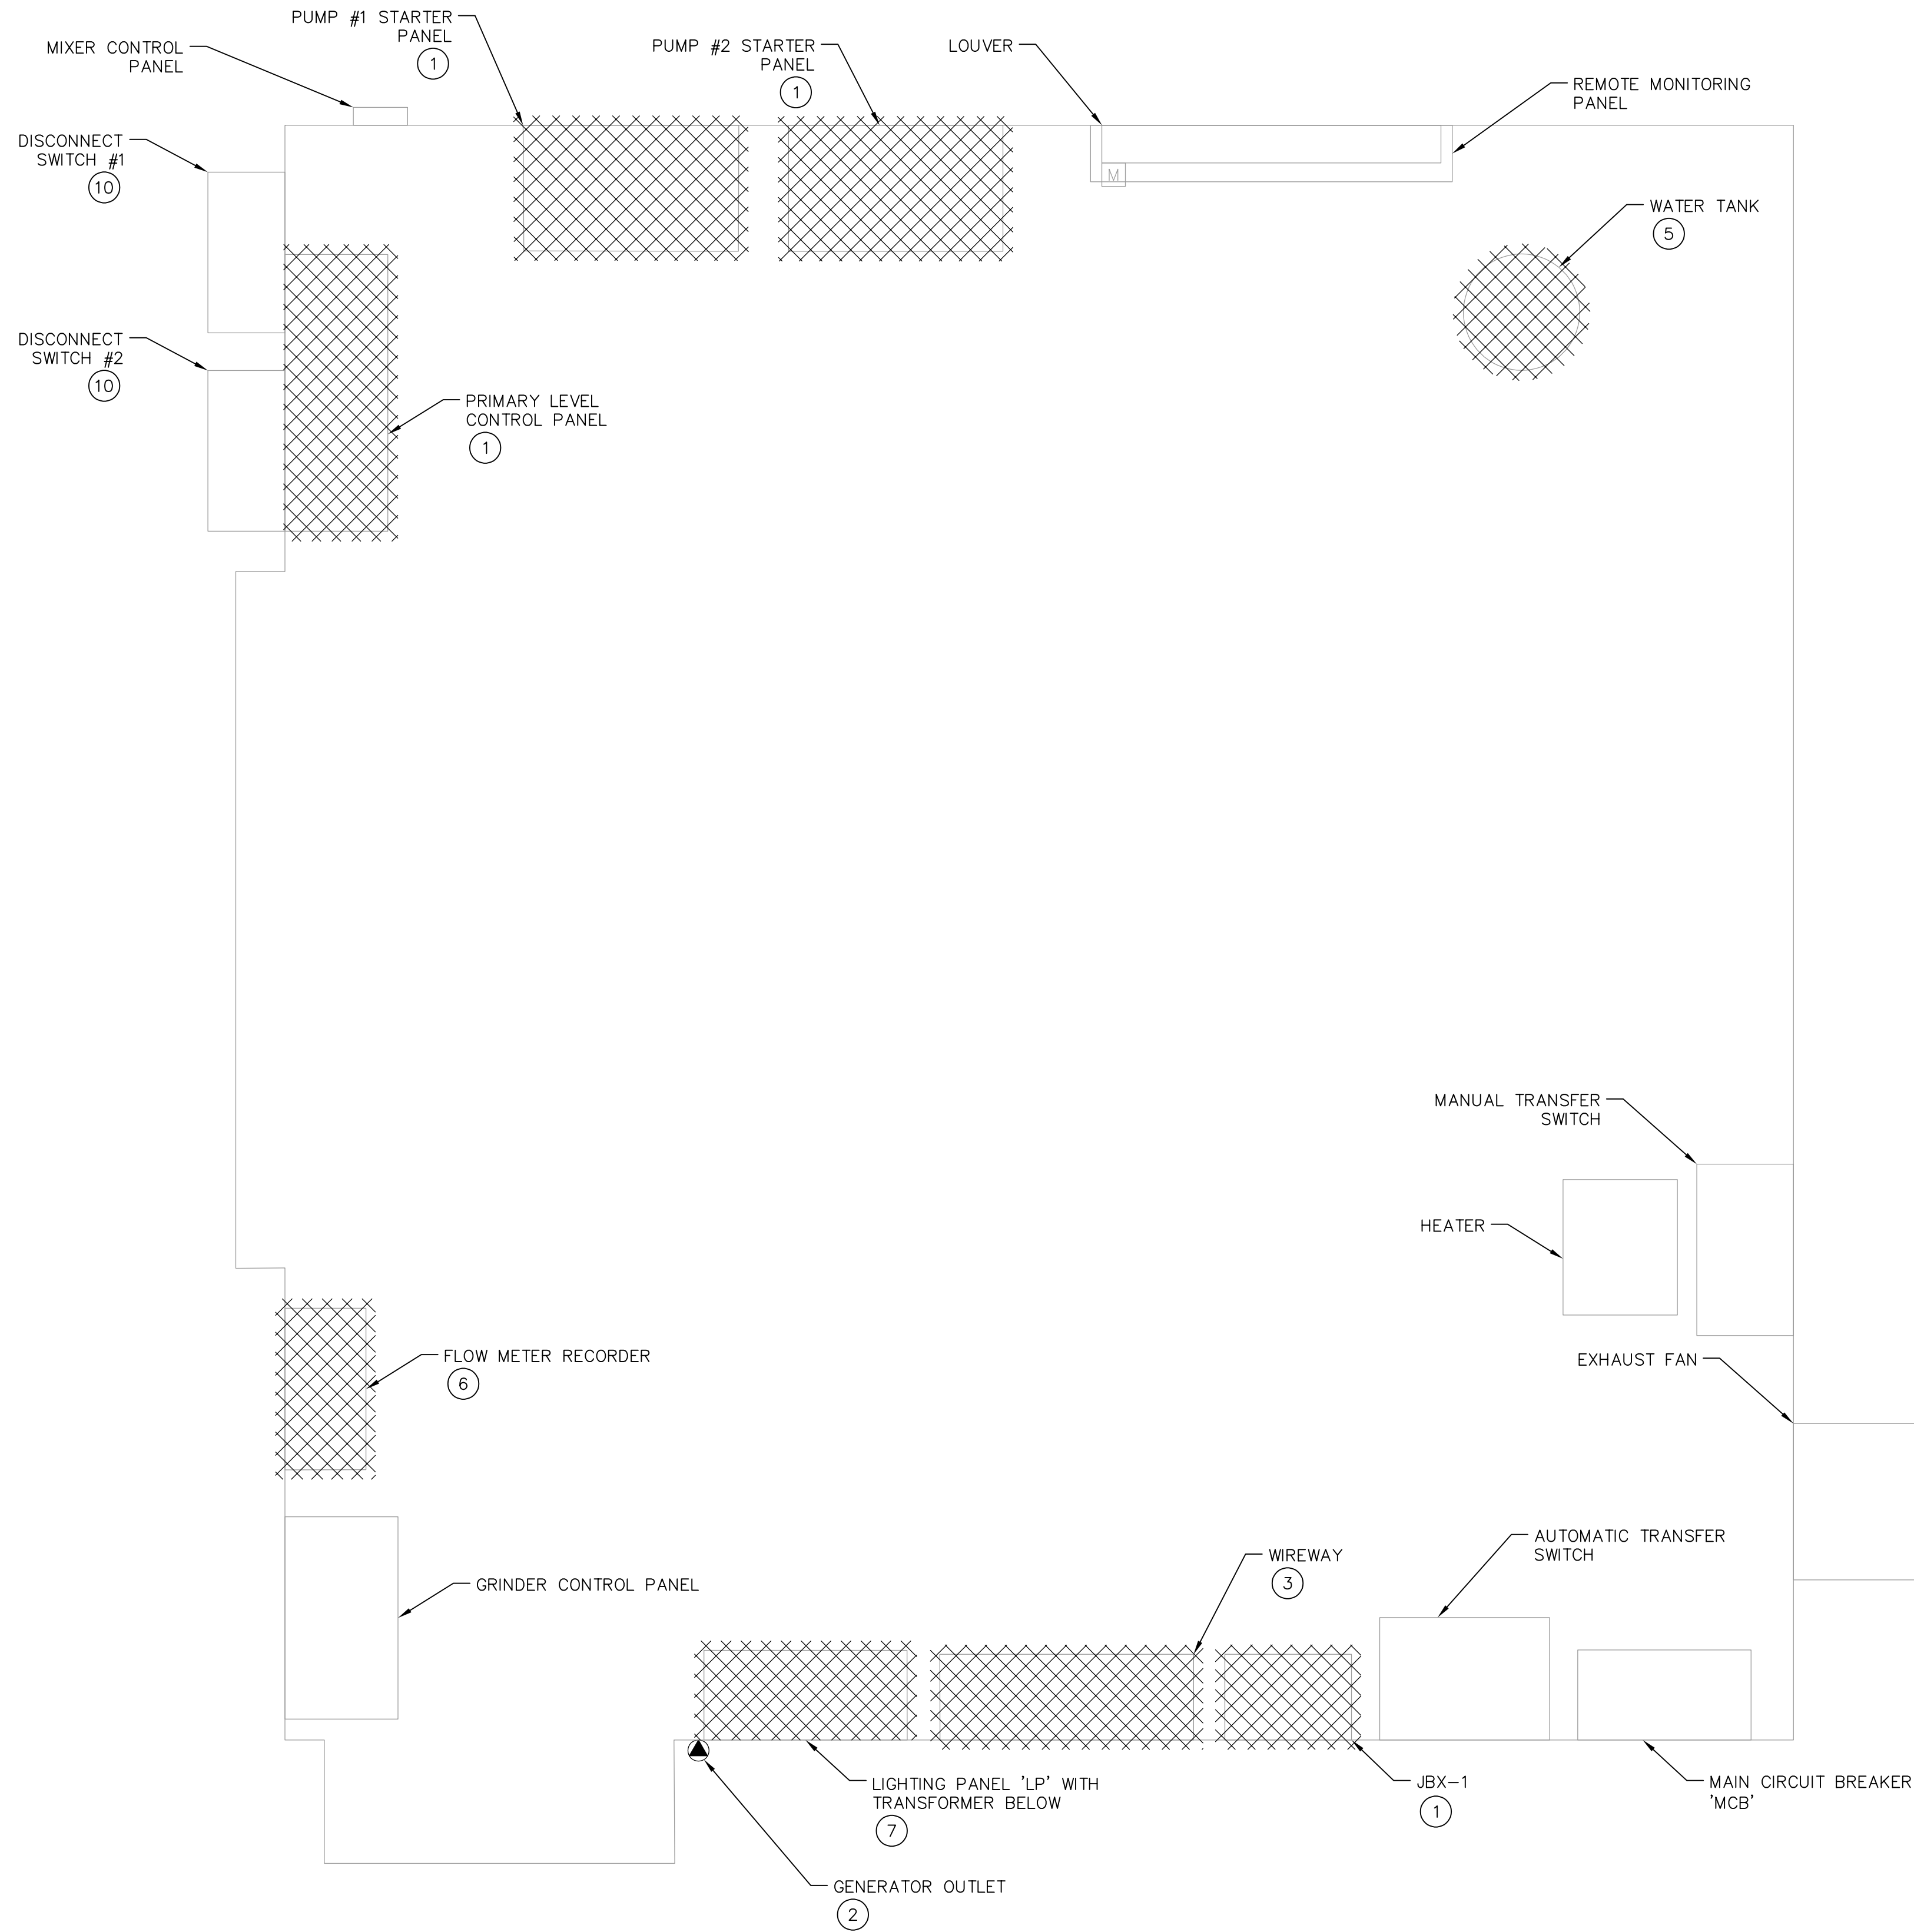 PUMP #1 STARTER
PANEL
1
MIXER CONTROL
PANEL
PUMP #2 STARTER
PANEL
1
LOUVER
REMOTE MONITORING
PANEL
DISCONNECT
SWITCH #1
10
M
WATER TANK
5
DISCONNECT
SWITCH #2
10
PRIMARY LEVEL
CONTROL PANEL
1
MANUAL TRANSFER
SWITCH
HEATER
FLOW METER RECORDER
6
EXHAUST FAN
AUTOMATIC TRANSFER
SWITCH
WIREWAY
3
GRINDER CONTROL PANEL
LIGHTING PANEL 'LP' WITH
TRANSFORMER BELOW
7
JBX-1
1
MAIN CIRCUIT BREAKER
'MCB'
GENERATOR OUTLET
2